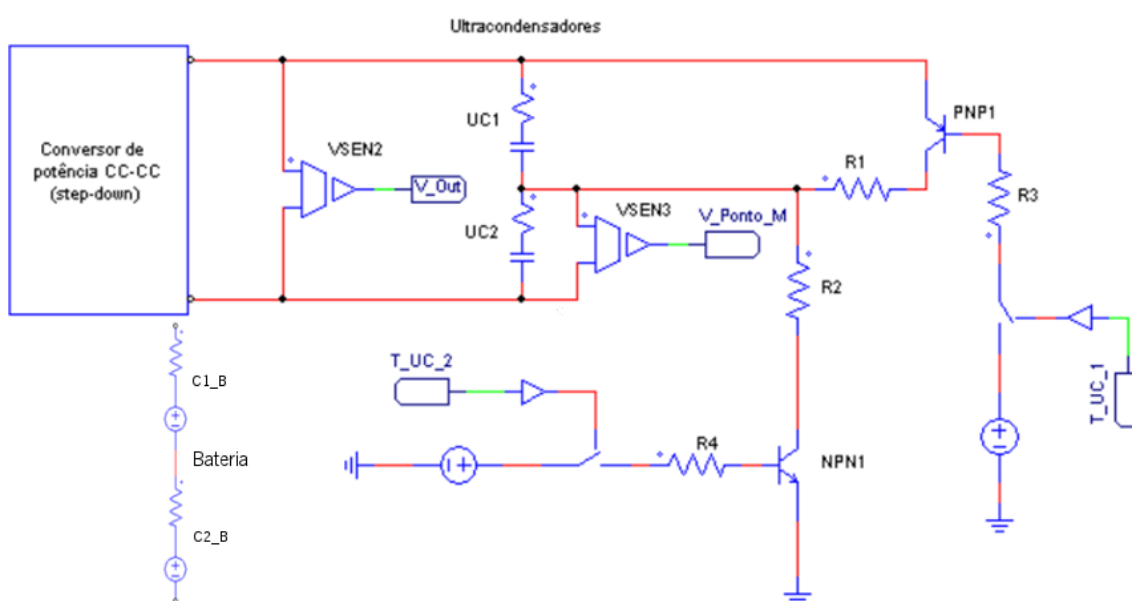 Ultracondensadores
Conversor de
potência CC-CC
(step-down)
VSEN2
V_Out
UC1
UC2
VSEN3
V_Ponto_M
R1
PNP1
R3
R2
T_UC_1
T_UC_2
R4
NPN1
C1_B
Bateria
C2_B